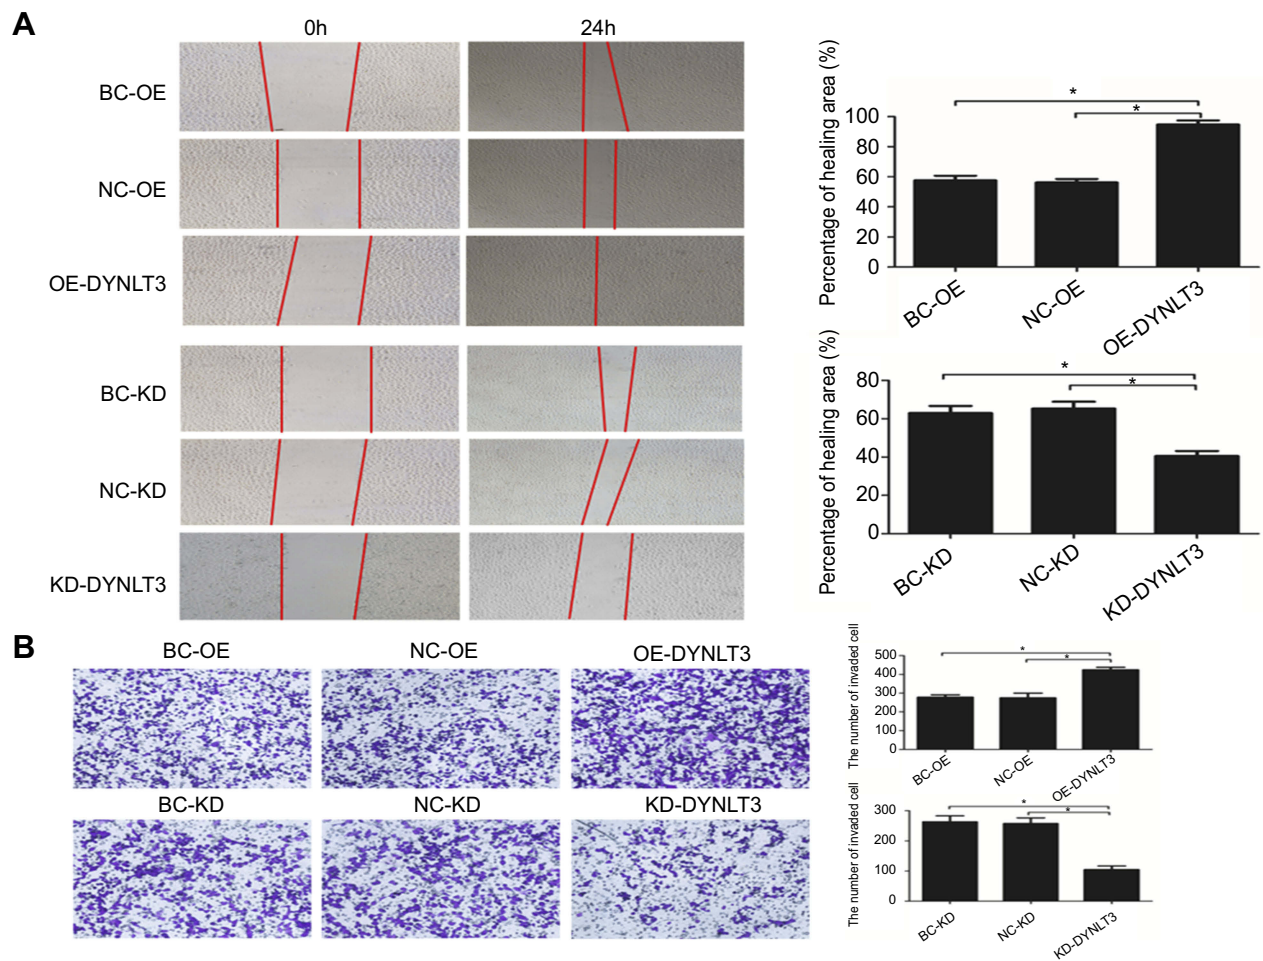 A
0h
24h
BC-OE
NC-OE
OE-DYNLT3
BC-KD
NC-KD
KD-DYNLT3
Percentage of healing area (%)
100
80
60
40
20
0
*
*
BC-OE
NC-OE
OE-DYNLT3
Percentage of healing area (%)
80
60
40
20
0
*
*
BC-KD
NC-KD
KD-DYNLT3
B
BC-OE
NC-OE
OE-DYNLT3
BC-KD
NC-KD
KD-DYNLT3
The number of invaded cell
500
400
300
200
100
0
*
*
BC-OE
NC-OE
OE-DYNLT3
The number of invaded cell
300
200
100
0
*
*
BC-KD
NC-KD
KD-DYNLT3